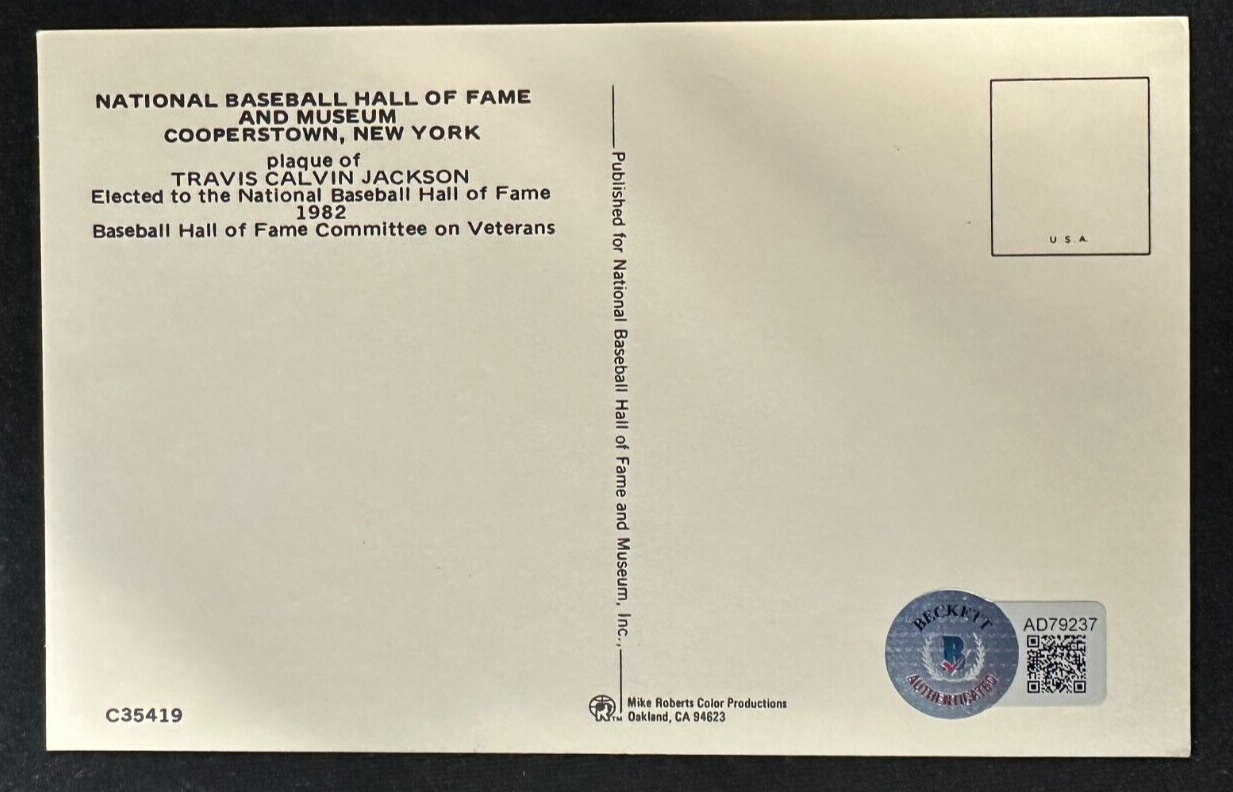 NATIONAL BASEBALL HALL OF FAME
AND MUSEUM
COOPERSTOWN, NEW YORK
plaque of
TRAVIS CALVIN JACKSON
Elected to the National Baseball Hall of Fame
1982
Baseball Hall of Fame Committee on Veterans
Published for National Baseball Hall of Fame and Museum, Inc.,
U.S.A.
BECKETT
B
AUTHENTICATED
AD79237
C35419
R TM
Mike Roberts Color Productions
Oakland, CA 94623